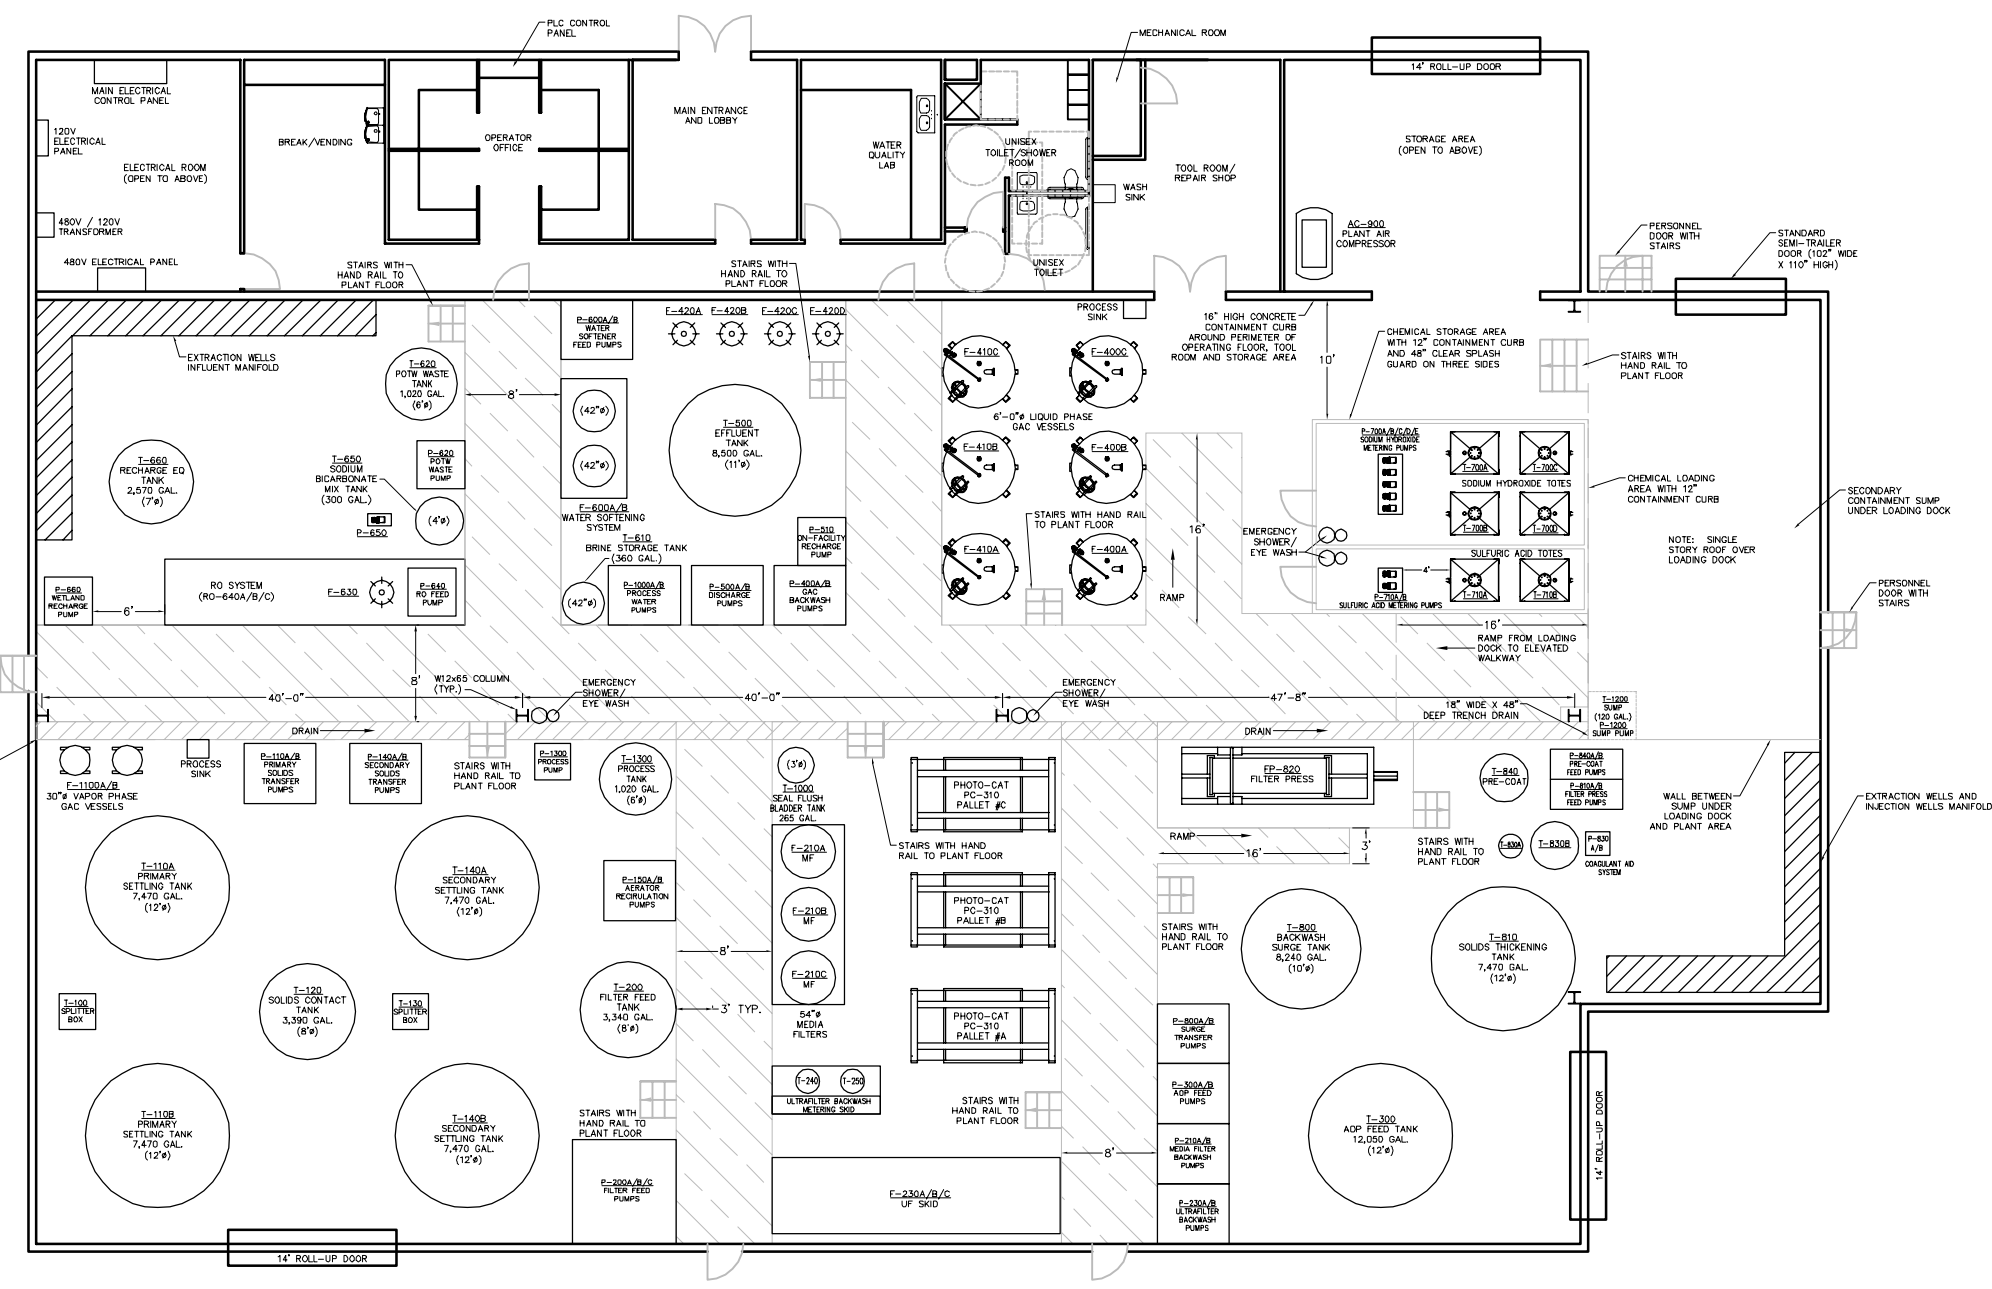 PLC CONTROL
PANEL
MECHANICAL ROOM
14' ROLL-UP DOOR
MAIN ELECTRICAL
CONTROL PANEL
120V
ELECTRICAL
PANEL
ELECTRICAL ROOM
(OPEN TO ABOVE)
480V / 120V
TRANSFORMER
480V ELECTRICAL PANEL
BREAK/VENDING
OPERATOR
OFFICE
MAIN ENTRANCE
AND LOBBY
WATER
QUALITY
LAB
UNISEX
TOILET/SHOWER
ROOM
UNISEX
TOILET
WASH
SINK
TOOL ROOM/
REPAIR SHOP
STORAGE AREA
(OPEN TO ABOVE)
AC-900
PLANT AIR
COMPRESSOR
PERSONNEL
DOOR WITH
STAIRS
STANDARD
SEMI-TRAILER
DOOR (102" WIDE
X 110" HIGH)
STAIRS WITH
HAND RAIL TO
PLANT FLOOR
STAIRS WITH
HAND RAIL TO
PLANT FLOOR
EXTRACTION WELLS
INFLUENT MANIFOLD
T-620
POTW WASTE
TANK
1,020 GAL.
(6'ø)
8'
P-600A/B
WATER
SOFTENER
FEED PUMPS
F-420A
F-420B
F-420C
F-420D
PROCESS
SINK
16" HIGH CONCRETE
CONTAINMENT CURB
AROUND PERIMETER OF
OPERATING FLOOR, TOOL
ROOM AND STORAGE AREA
10'
CHEMICAL STORAGE AREA
WITH 12" CONTAINMENT CURB
AND 48" CLEAR SPLASH
GUARD ON THREE SIDES
STAIRS WITH
HAND RAIL TO
PLANT FLOOR
T-660
RECHARGE EQ
TANK
2,570 GAL.
(7'ø)
T-650
SODIUM
BICARBONATE
MIX TANK
(300 GAL.)
P-650
P-620
POTW
WASTE
PUMP
(4'ø)
(42"ø)
(42"ø)
F-600A/B
WATER SOFTENING
SYSTEM
T-500
EFFLUENT
TANK
8,500 GAL.
(11'ø)
T-610
BRINE STORAGE TANK
(360 GAL.)
P-510
ON-FACILITY
RECHARGE
PUMP
F-410C
F-400C
6'-0"ø LIQUID PHASE
GAC VESSELS
F-410B
F-400B
STAIRS WITH HAND RAIL
TO PLANT FLOOR
F-410A
F-400A
16'
RAMP
P-700A/B/C/D/E
SODIUM HYDROXIDE
METERING PUMPS
T-700A
T-700C
SODIUM HYDROXIDE TOTES
T-700B
T-700D
EMERGENCY
SHOWER/
EYE WASH
SULFURIC ACID TOTES
4'
P-710A/B
SULFURIC ACID METERING PUMPS
T-710A
T-710B
CHEMICAL LOADING
AREA WITH 12"
CONTAINMENT CURB
SECONDARY
CONTAINMENT SUMP
UNDER LOADING DOCK
NOTE: SINGLE
STORY ROOF OVER
LOADING DOCK
PERSONNEL
DOOR WITH
STAIRS
P-660
WETLAND
RECHARGE
PUMP
6'
RO SYSTEM
(RO-640A/B/C)
F-630
P-640
RO FEED
PUMP
(42"ø)
P-1000A/B
PROCESS
WATER
PUMPS
P-500A/B
DISCHARGE
PUMPS
P-400A/B
GAC
BACKWASH
PUMPS
16'
RAMP FROM LOADING
DOCK TO ELEVATED
WALKWAY
8'
W12x65 COLUMN
(TYP.)
40'-0"
EMERGENCY
SHOWER/
EYE WASH
40'-0"
EMERGENCY
SHOWER/
EYE WASH
47'-8"
18" WIDE X 48"
DEEP TRENCH DRAIN
T-1200
SUMP
(120 GAL.)
P-1200
SUMP PUMP
DRAIN
DRAIN
F-1100A/B
30"ø VAPOR PHASE
GAC VESSELS
PROCESS
SINK
P-110A/B
PRIMARY
SOLIDS
TRANSFER
PUMPS
P-140A/B
SECONDARY
SOLIDS
TRANSFER
PUMPS
STAIRS WITH
HAND RAIL TO
PLANT FLOOR
P-1300
PROCESS
PUMP
T-1300
PROCESS
TANK
1,020 GAL.
(6'ø)
(3'ø)
T-1000
SEAL FLUSH
BLADDER TANK
265 GAL.
PHOTO-CAT
PC-310
PALLET #C
STAIRS WITH HAND
RAIL TO PLANT FLOOR
FP-820
FILTER PRESS
T-840
PRE-COAT
P-840A/B
PRE-COAT
FEED PUMPS
P-810A/B
FILTER PRESS
FEED PUMPS
WALL BETWEEN
SUMP UNDER
LOADING DOCK
AND PLANT AREA
EXTRACTION WELLS AND
INJECTION WELLS MANIFOLD
RAMP
16'
3'
STAIRS WITH
HAND RAIL TO
PLANT FLOOR
T-830A
T-830B
P-830
A/B
COAGULANT AID
SYSTEM
T-110A
PRIMARY
SETTLING TANK
7,470 GAL.
(12'ø)
T-140A
SECONDARY
SETTLING TANK
7,470 GAL.
(12'ø)
P-150A/B
AERATOR
RECIRULATION
PUMPS
F-210A
MF
F-210B
MF
F-210C
MF
54"ø
MEDIA
FILTERS
PHOTO-CAT
PC-310
PALLET #B
STAIRS WITH
HAND RAIL TO
PLANT FLOOR
T-800
BACKWASH
SURGE TANK
8,240 GAL.
(10'ø)
T-810
SOLIDS THICKENING
TANK
7,470 GAL.
(12'ø)
8'
T-100
SPLITTER
BOX
T-120
SOLIDS CONTACT
TANK
3,390 GAL.
(8'ø)
T-130
SPLITTER
BOX
T-200
FILTER FEED
TANK
3,340 GAL.
(8'ø)
3' TYP.
PHOTO-CAT
PC-310
PALLET #A
P-800A/B
SURGE
TRANSFER
PUMPS
P-300A/B
AOP FEED
PUMPS
P-210A/B
MEDIA FILTER
BACKWASH
PUMPS
P-230A/B
ULTRAFILTER
BACKWASH
PUMPS
T-300
AOP FEED TANK
12,050 GAL.
(12'ø)
14' ROLL-UP DOOR
T-110B
PRIMARY
SETTLING TANK
7,470 GAL.
(12'ø)
T-140B
SECONDARY
SETTLING TANK
7,470 GAL.
(12'ø)
STAIRS WITH
HAND RAIL TO
PLANT FLOOR
T-240
T-250
ULTRAFILTER BACKWASH
METERING SKID
STAIRS WITH
HAND RAIL TO
PLANT FLOOR
8'
P-200A/B/C
FILTER FEED
PUMPS
F-230A/B/C
UF SKID
14' ROLL-UP DOOR